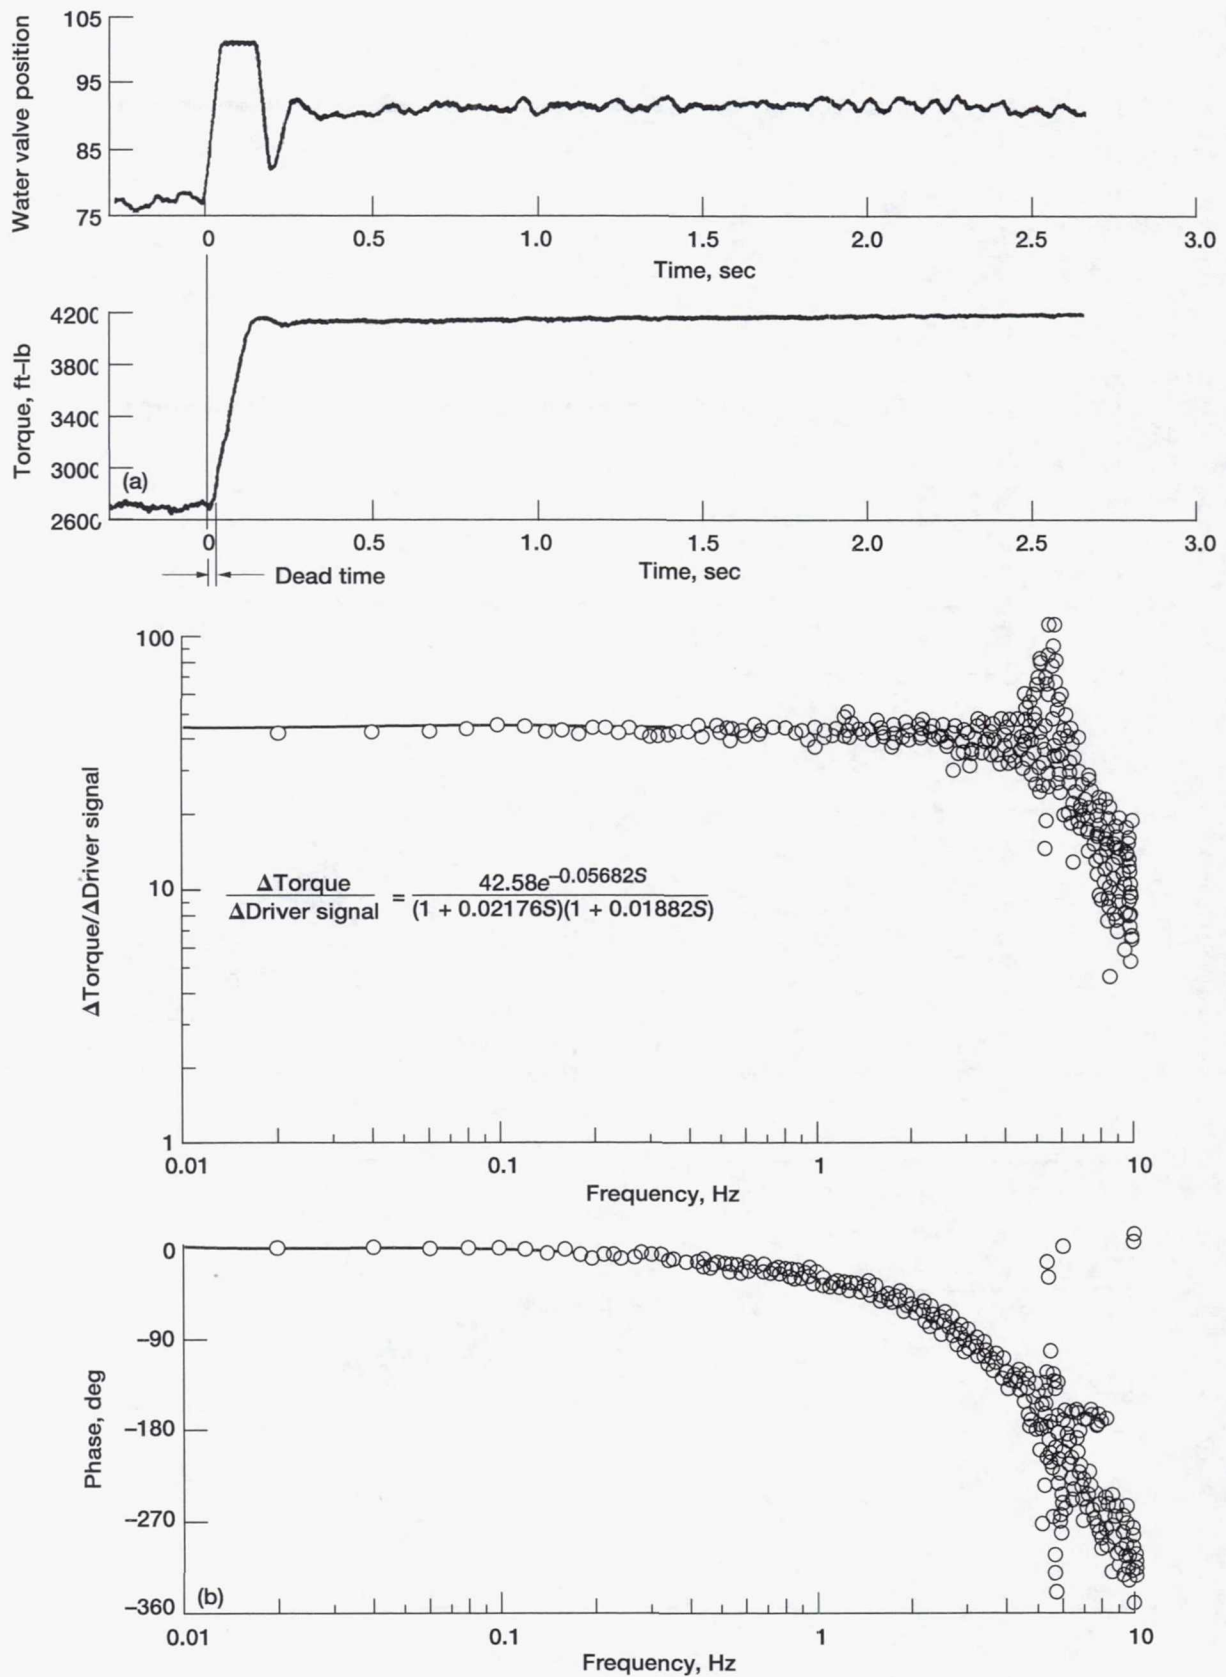 105
95
85
75
Water valve position
0 0.5 1.0 1.5 2.0 2.5 3.0
Time, sec
4200
3800
3400
3000
2600
Torque, ft–lb
(a)
0 0.5 1.0 1.5 2.0 2.5 3.0
Dead time
Time, sec
100
10
1
ΔTorque/ΔDriver signal
ΔTorque/ΔDriver signal = 42.58e–0.05682S/(1 + 0.02176S)(1 + 0.01882S)
0.01 0.1 1 10
Frequency, Hz
0
–90
–180
–270
–360
Phase, deg
(b)
0.01 0.1 1 10
Frequency, Hz